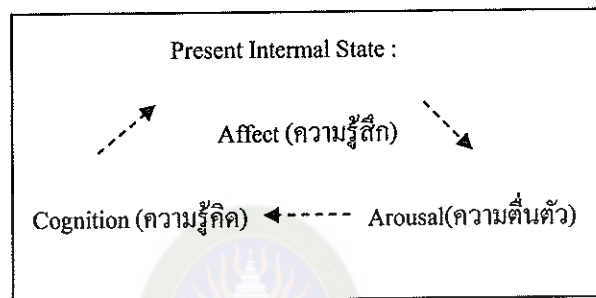 Present Internal State :
Affect (ความรู้สึก)
Cognition (ความรู้คิด) Arousal(ความตื่นตัว)